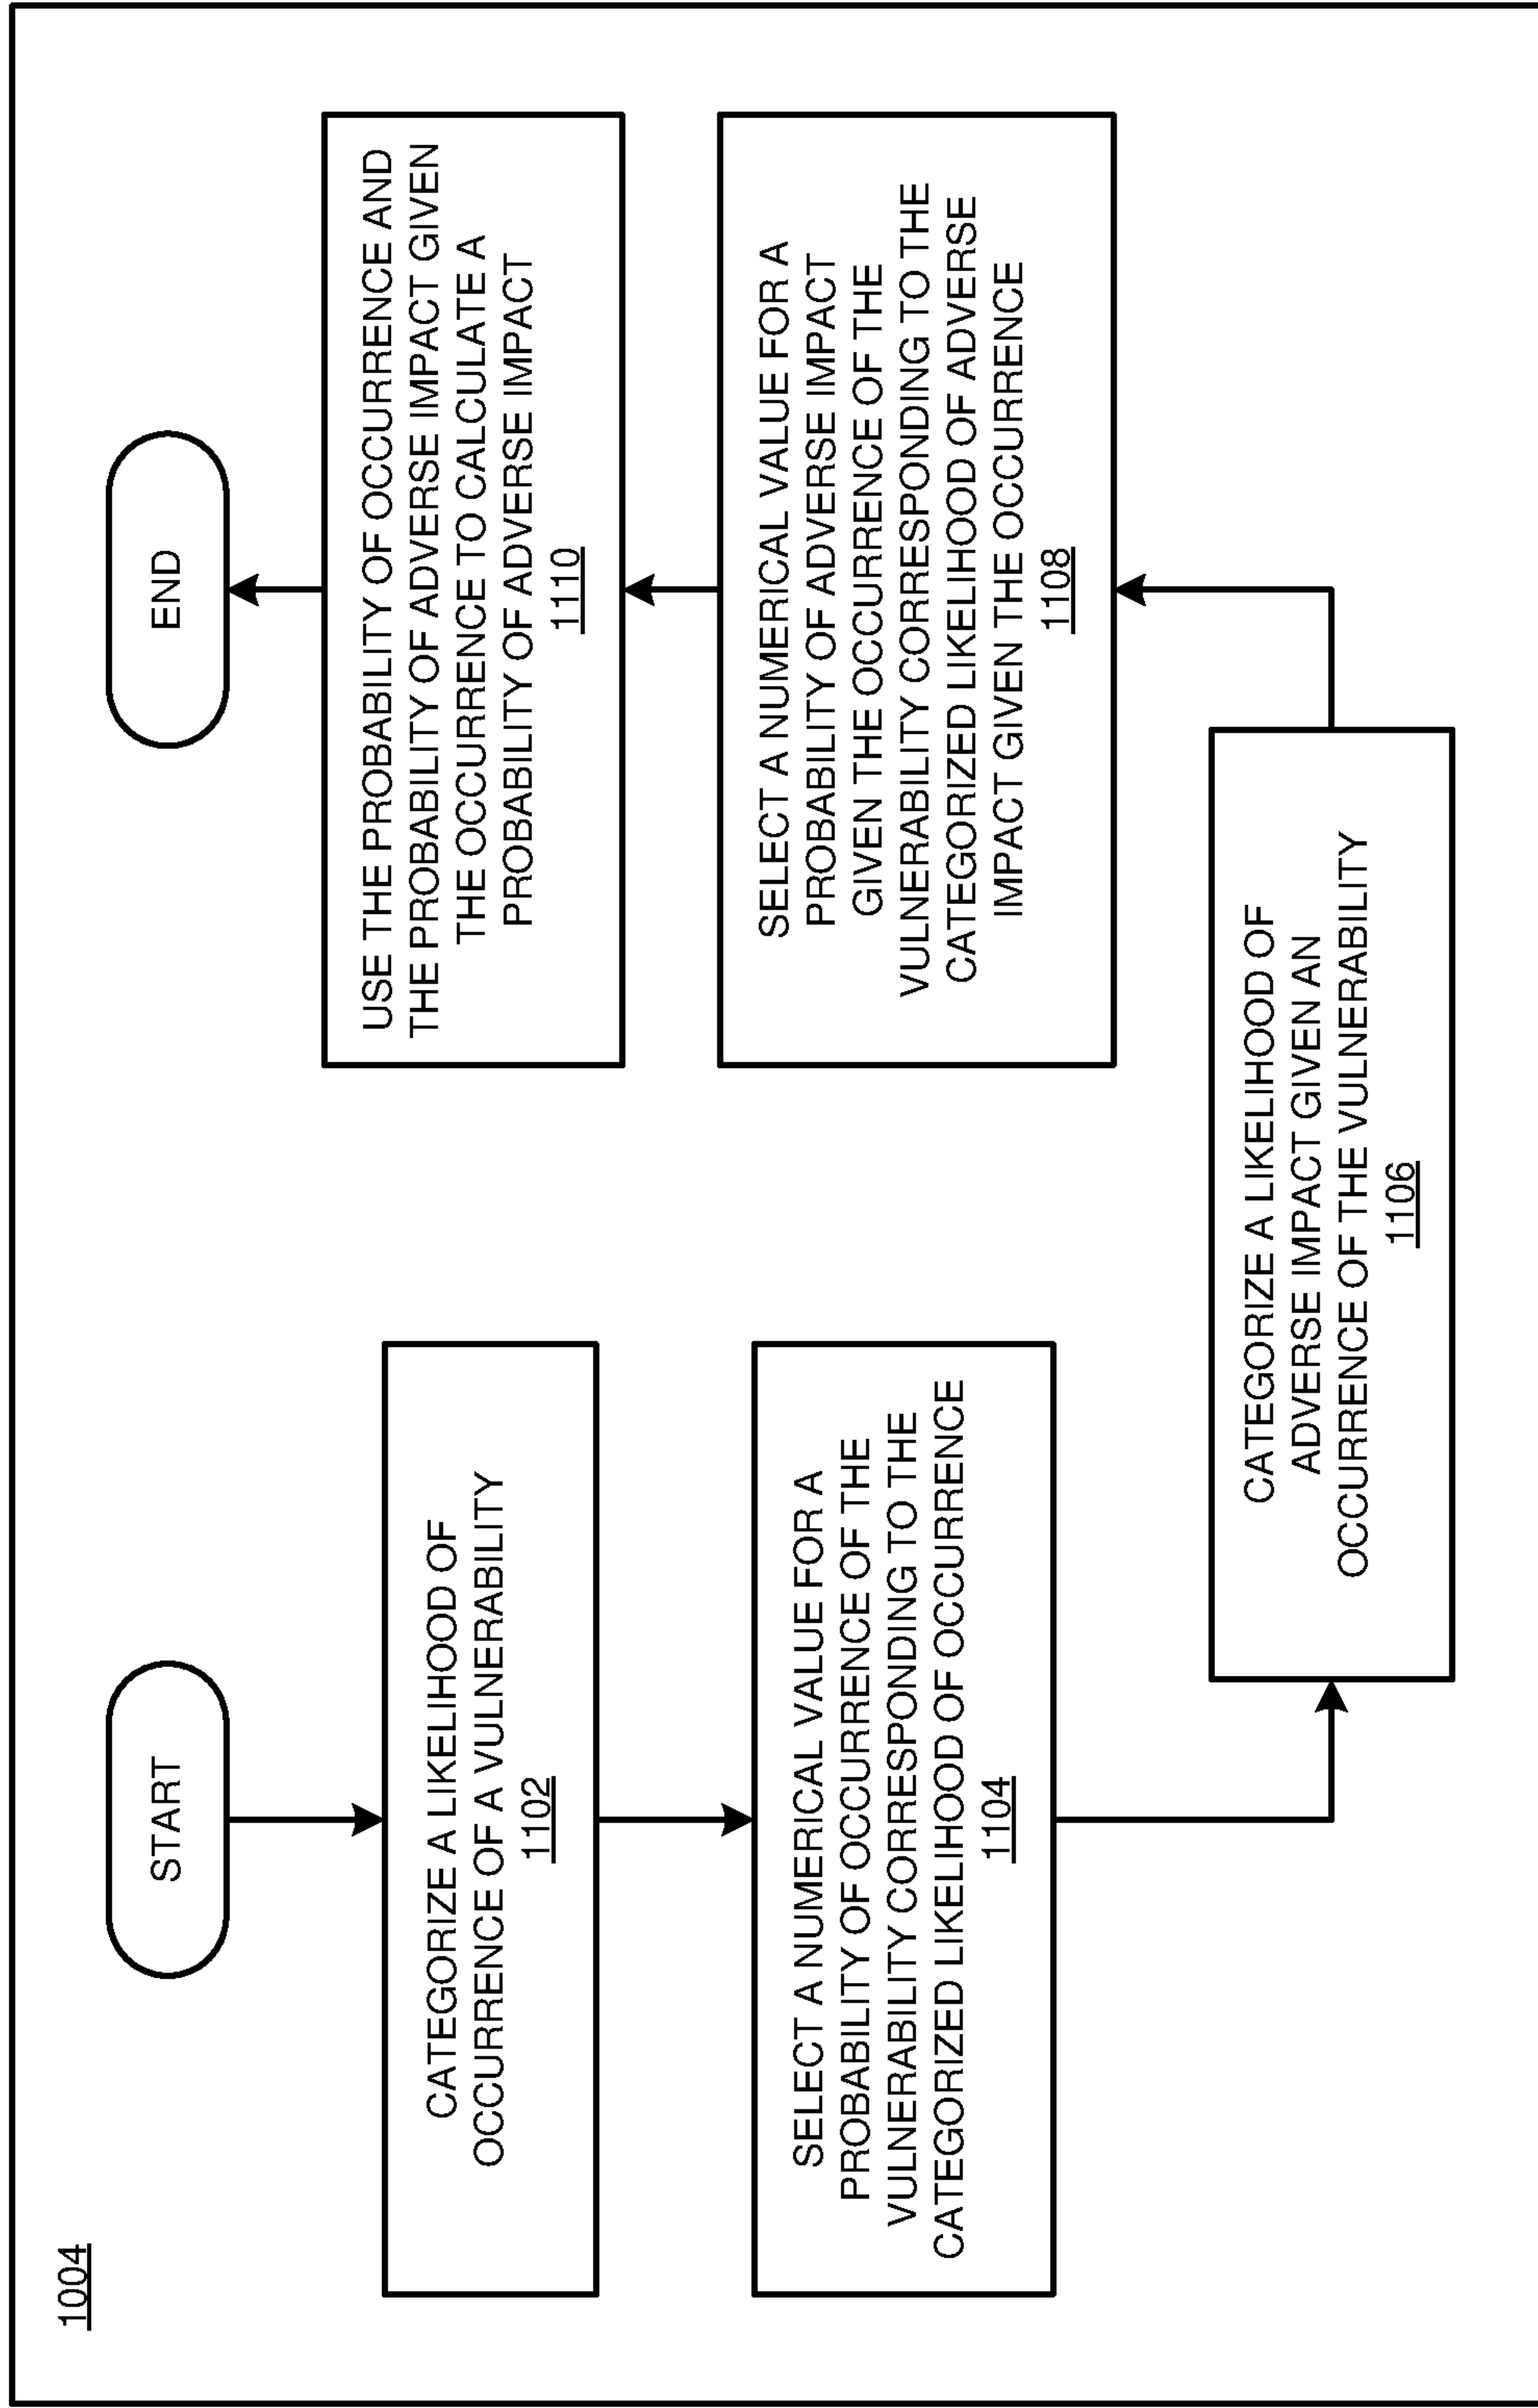 1004
START
CATEGORIZE A LIKELIHOOD OF
OCCURRENCE OF A VULNERABILITY
1102
SELECT A NUMERICAL VALUE FOR A
PROBABILITY OF OCCURRENCE OF THE
VULNERABILITY CORRESPONDING TO THE
CATEGORIZED LIKELIHOOD OF OCCURRENCE
1104
CATEGORIZE A LIKELIHOOD OF
ADVERSE IMPACT GIVEN AN
OCCURRENCE OF THE VULNERABILITY
1106
SELECT A NUMERICAL VALUE FOR A
PROBABILITY OF ADVERSE IMPACT
GIVEN THE OCCURRENCE OF THE
VULNERABILITY CORRESPONDING TO THE
CATEGORIZED LIKELIHOOD OF ADVERSE
IMPACT GIVEN THE OCCURRENCE
1108
USE THE PROBABILITY OF OCCURRENCE AND
THE PROBABILITY OF ADVERSE IMPACT GIVEN
THE OCCURRENCE TO CALCULATE A
PROBABILITY OF ADVERSE IMPACT
1110
END